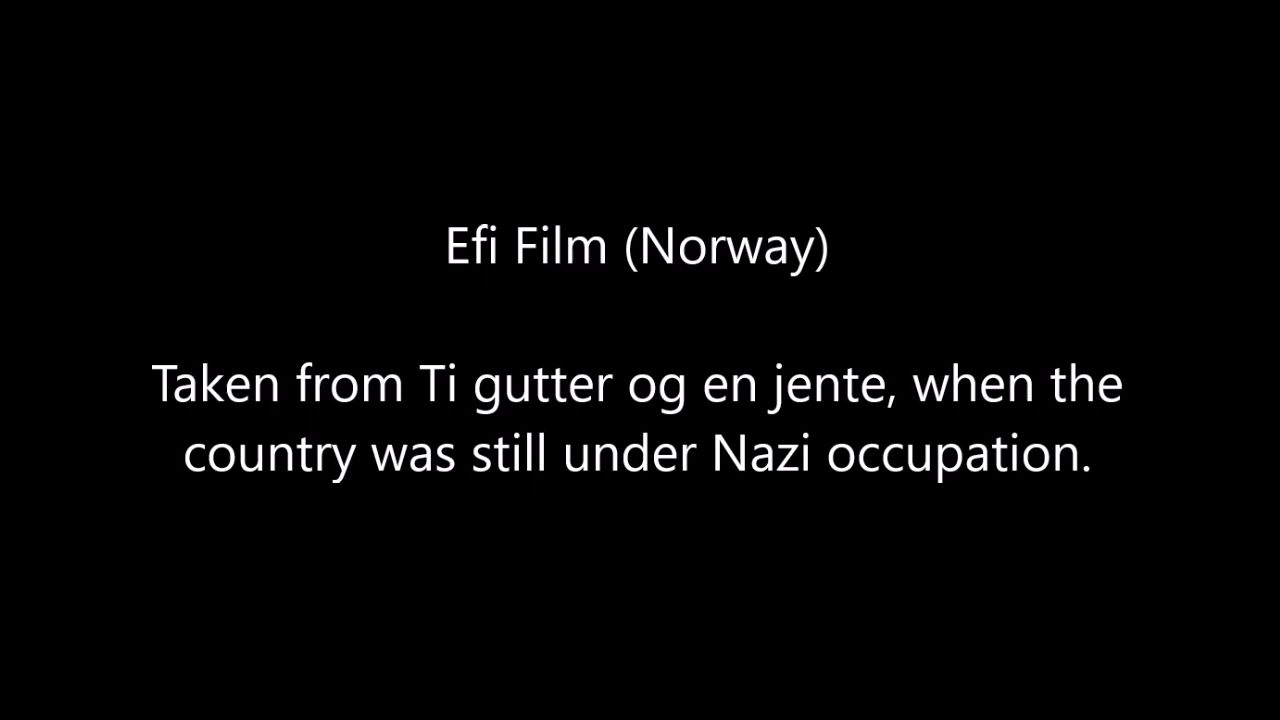 Efi Film (Norway)
Taken from Ti gutter og en jente, when the
country was still under Nazi occupation.